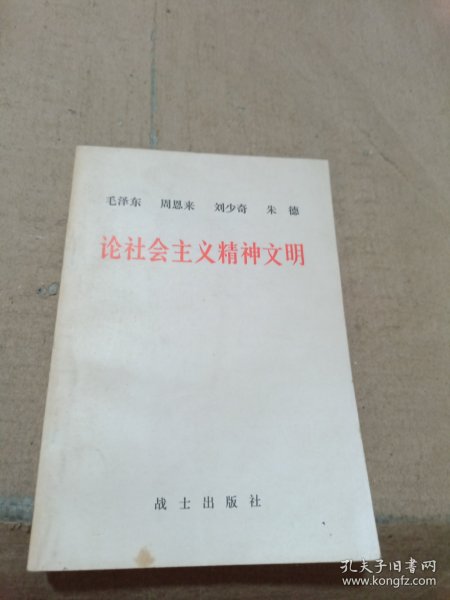 毛泽东 周恩来 刘少奇 朱德
论社会主义精神文明
战士出版社
孔夫子旧书网
www.kongfz.com